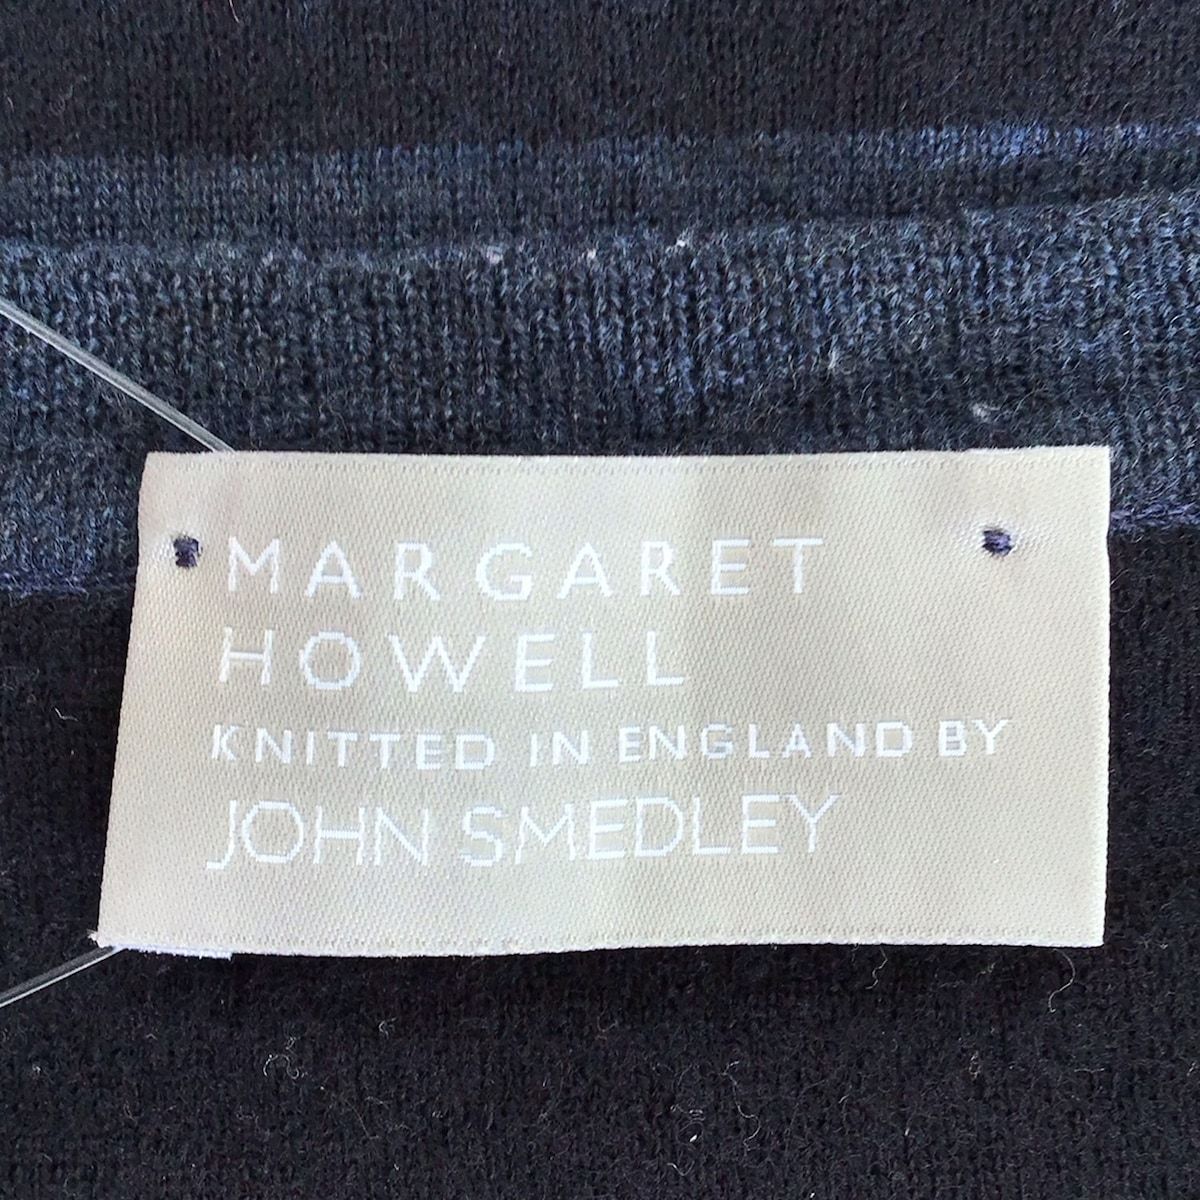 MARGARET
HOWELL
KNITTED IN ENGLAND BY
JOHN SMEDLEY